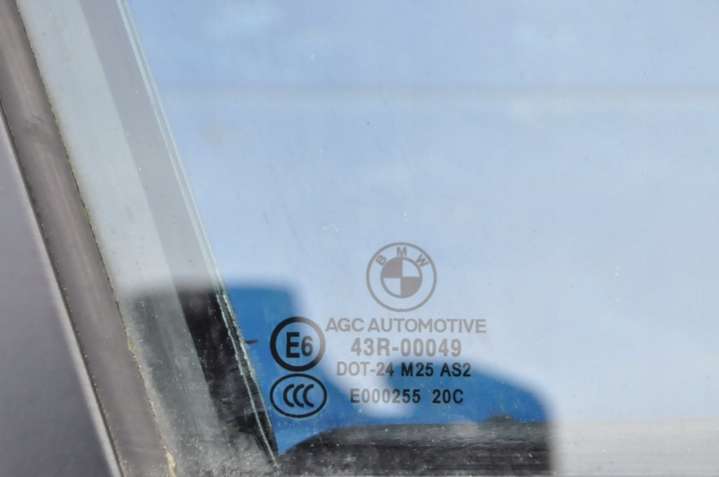 BMW
AGC AUTOMOTIVE
E6 43R-00049
DOT-24 M25 AS2
CCC E000255 20C